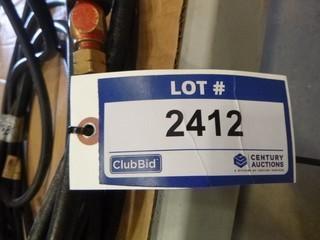 LOT #
2412
ClubBid
CENTURY
AUCTIONS